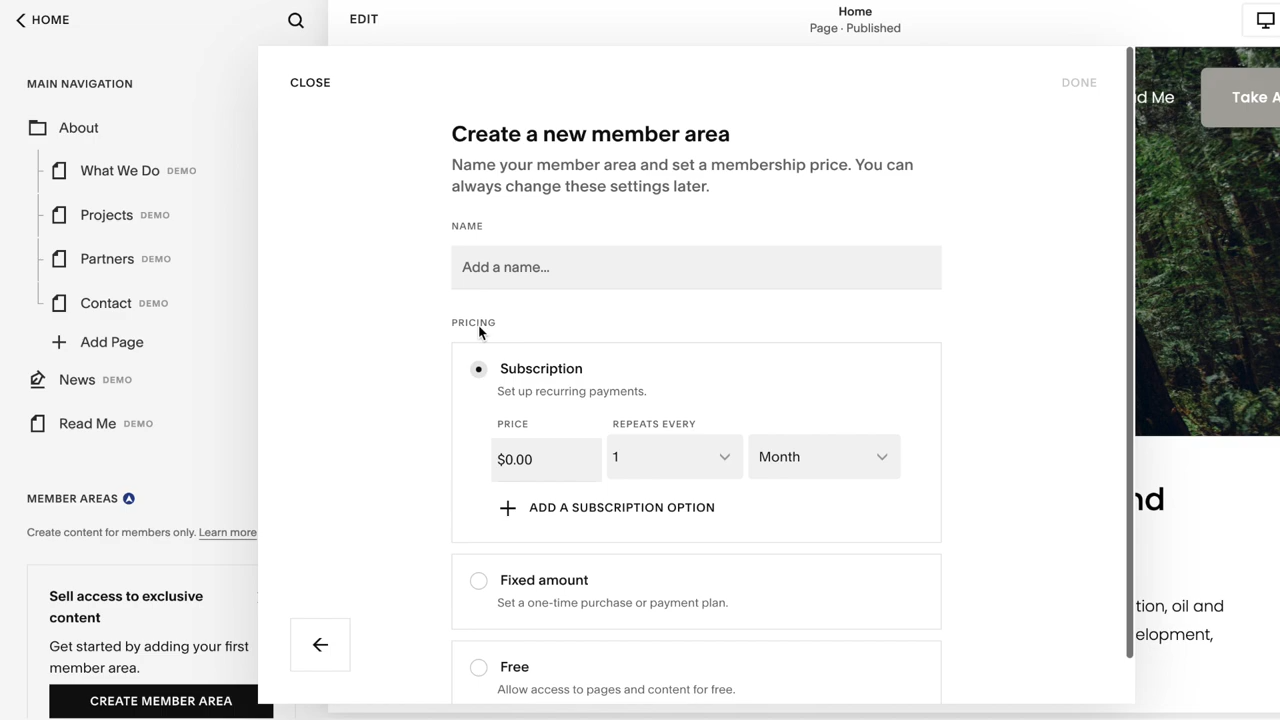 HOME
EDIT
Home
Page · Published
MAIN NAVIGATION
About
What We Do DEMO
Projects DEMO
Partners DEMO
Contact DEMO
Add Page
News DEMO
Read Me DEMO
MEMBER AREAS
Create content for members only. Learn more
Sell access to exclusive
content
Get started by adding your first
member area.
CREATE MEMBER AREA
CLOSE
DONE
Create a new member area
Name your member area and set a membership price. You can
always change these settings later.
NAME
Add a name...
PRICING
Subscription
Set up recurring payments.
PRICE
REPEATS EVERY
$0.00
1
Month
ADD A SUBSCRIPTION OPTION
Fixed amount
Set a one-time purchase or payment plan.
Free
Allow access to pages and content for free.
d Me
Take A
nd
tion, oil and
elopment,